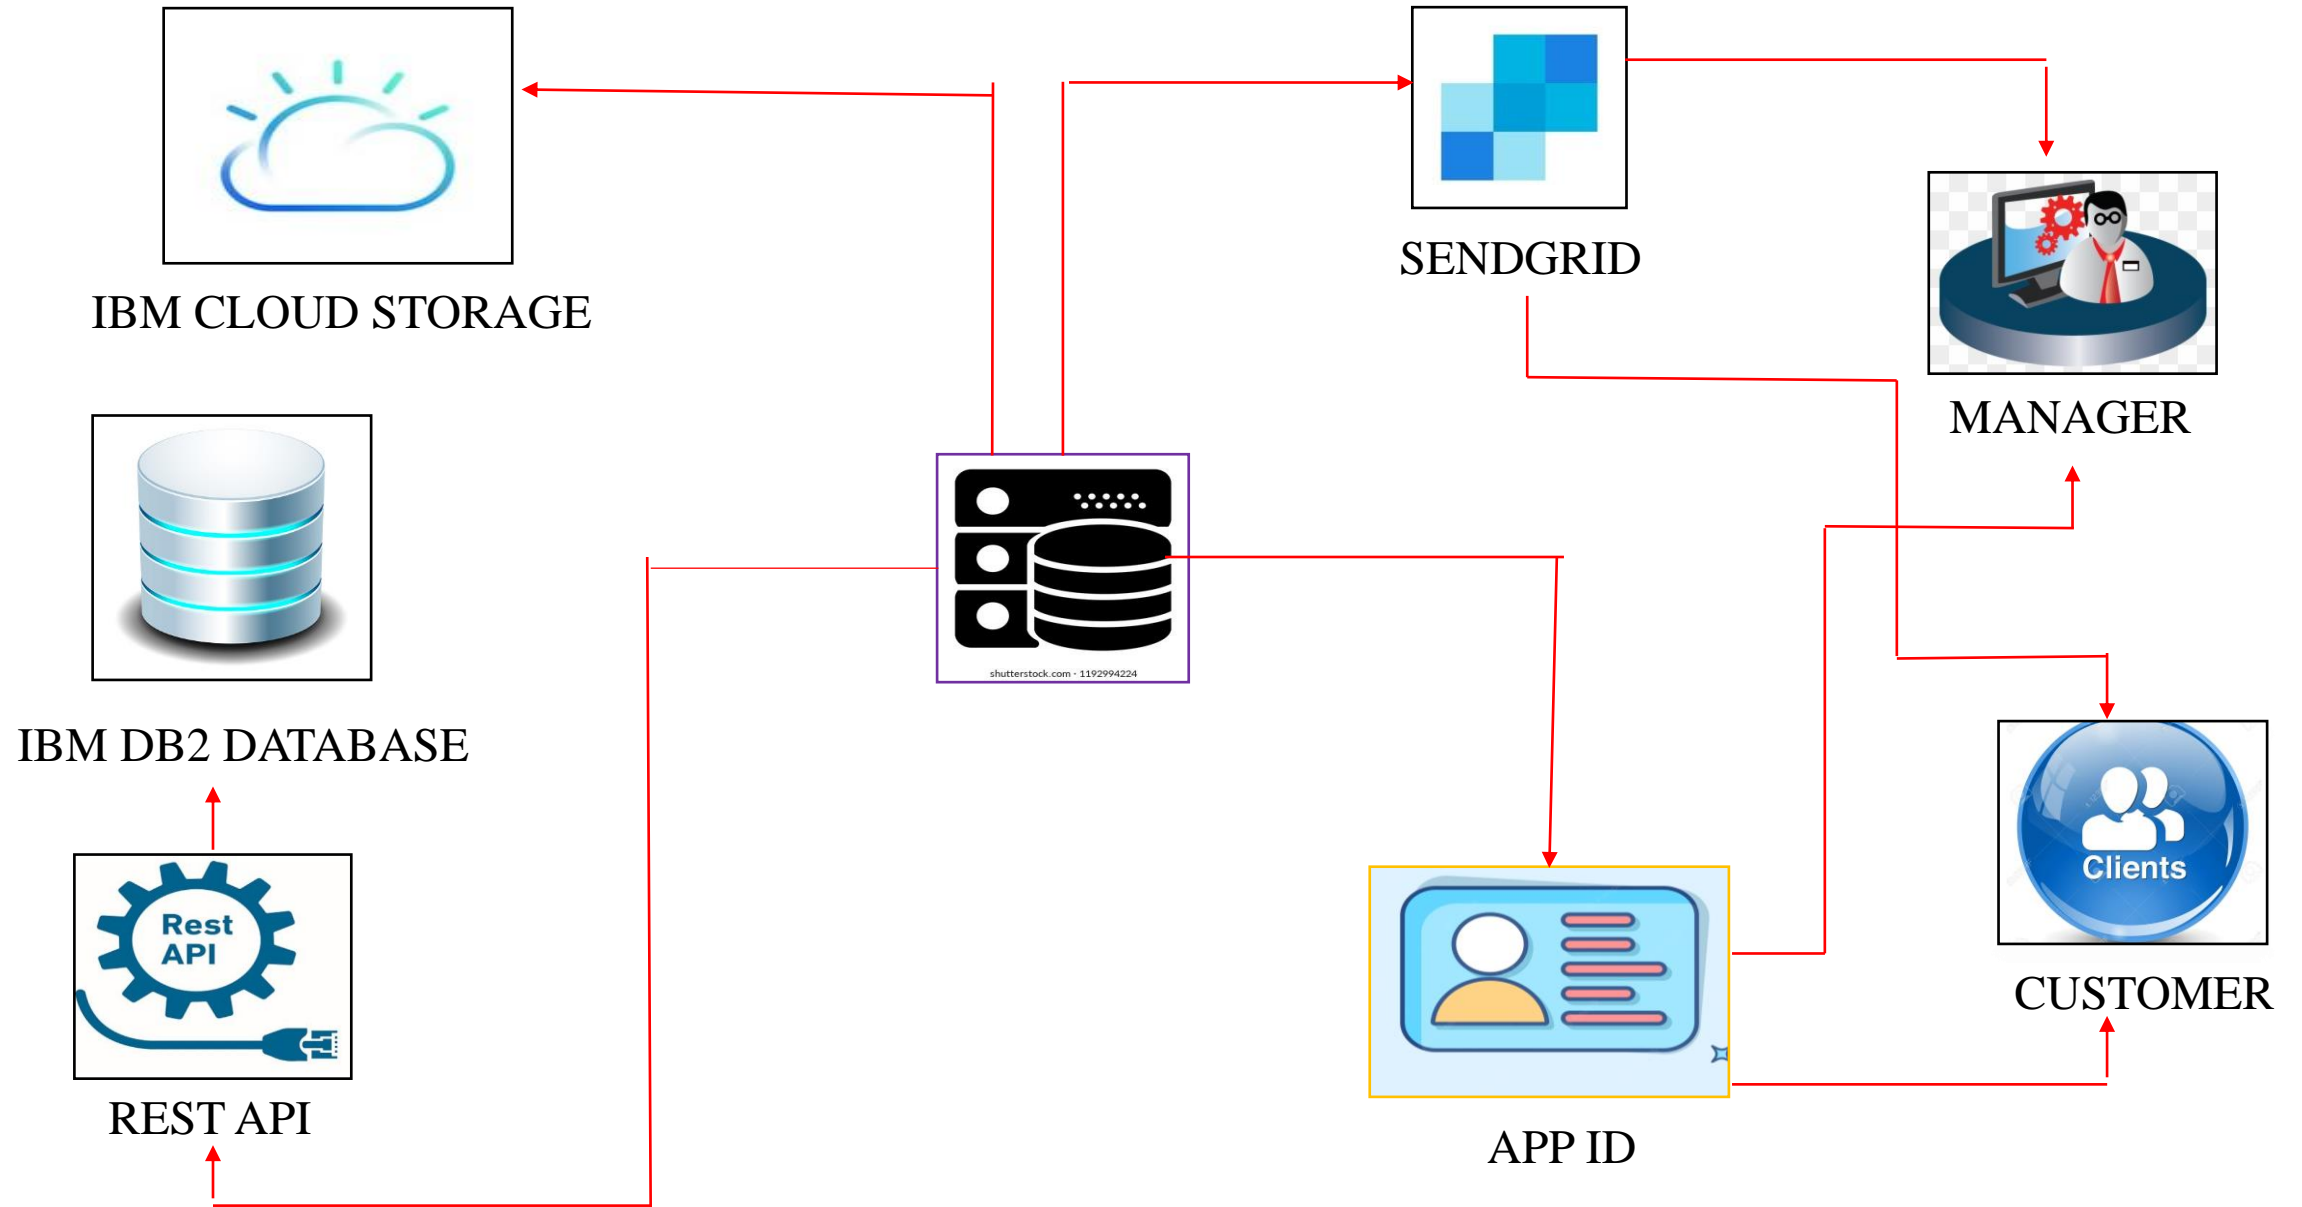 IBM CLOUD STORAGE
SENDGRID
MANAGER
IBM DB2 DATABASE
shutterstock.com · 1192994224
Rest
API
REST API
APP ID
Clients
CUSTOMER